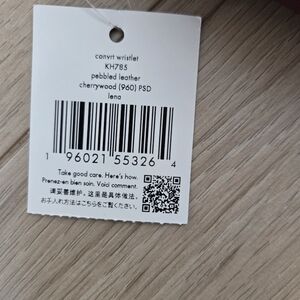 convrt wristlet
KH785
pebbled leather
cherrywood (960) PSD
lena
1 96021 55326 4
Take good care. Here's how.
Prenez-en bien soin. Voici comment.
请妥善维护。这里是具体做法。
お手入れ方法はこちらをご覧ください。